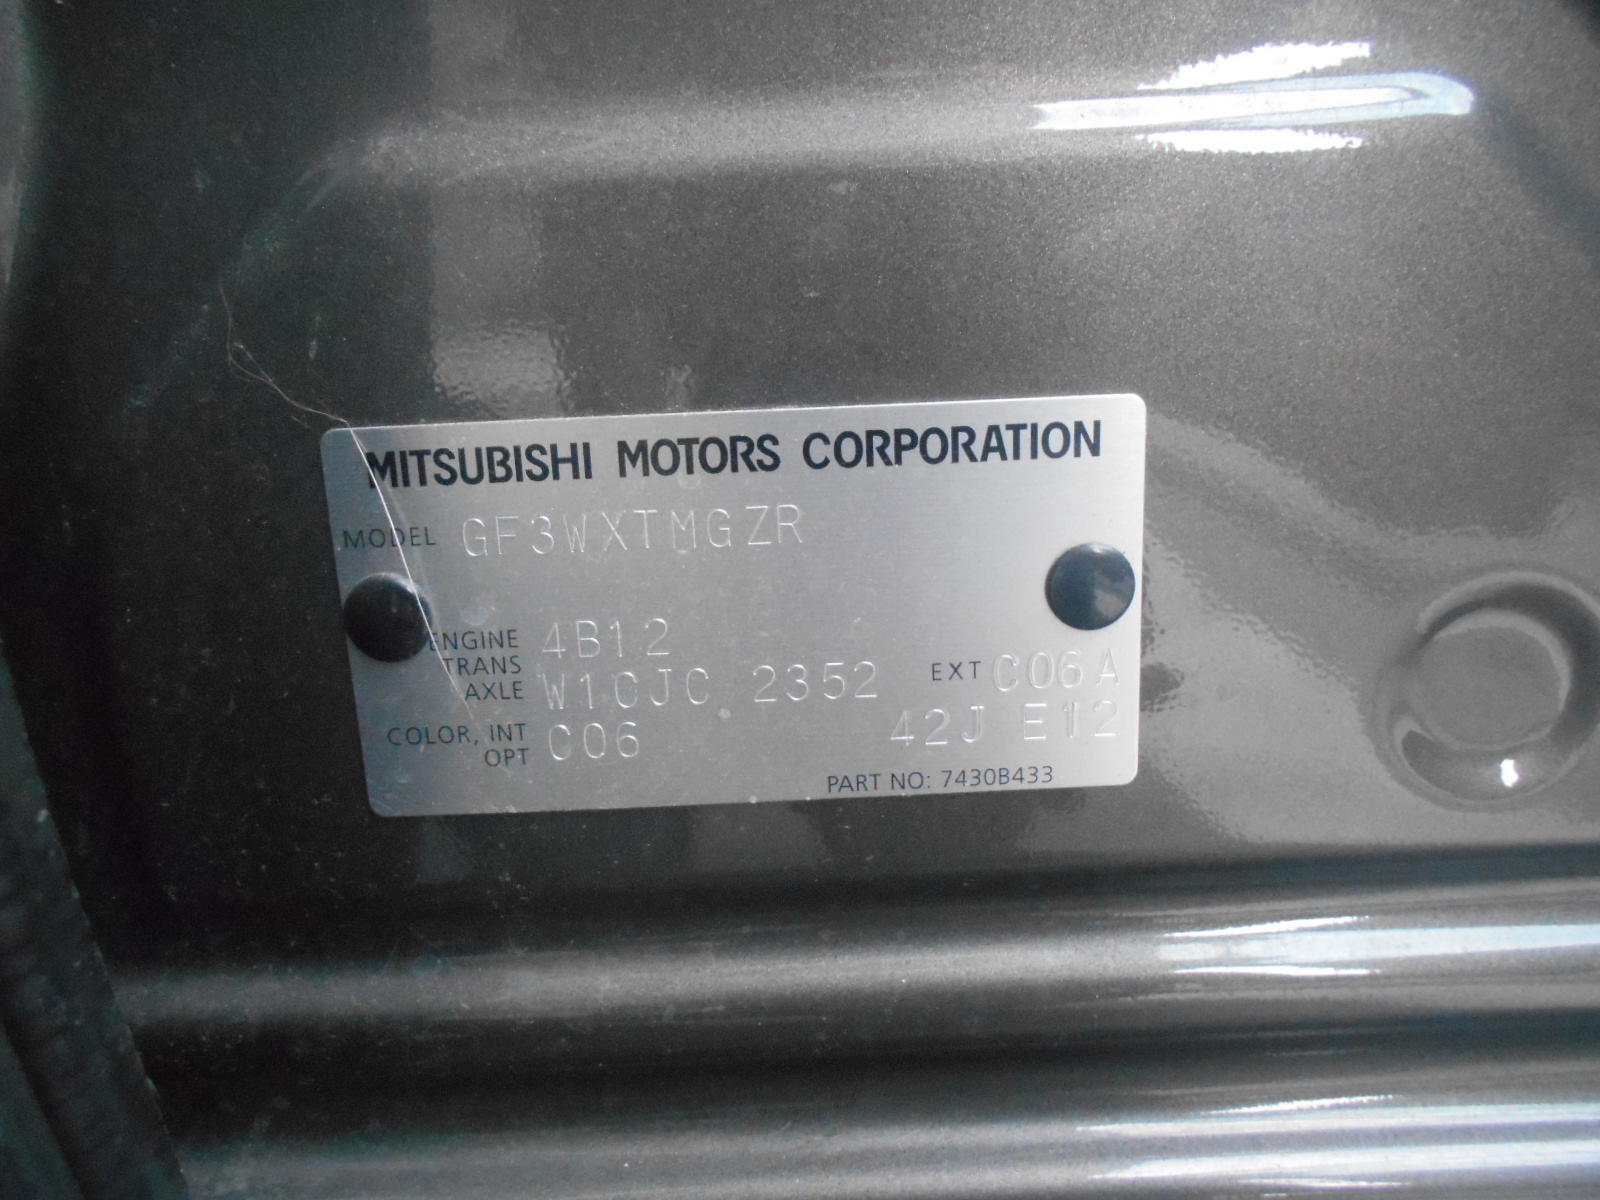 MITSUBISHI MOTORS CORPORATION
MODEL GF3WXTMGZR
ENGINE 4B12
TRANS AXLE W1CJC 2352 EXT C06A
COLOR, INT OPT C06 42J E12
PART NO: 7430B433